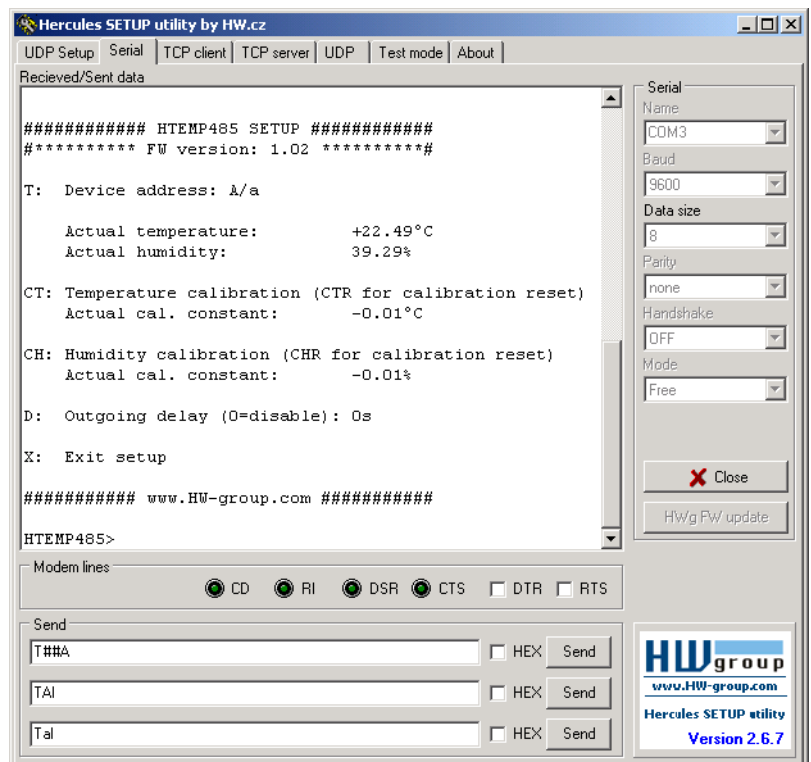 Hercules SETUP utility by HW.cz
UDP Setup Serial TCP client TCP server UDP Test mode About
Recieved/Sent data
############ HTEMP485 SETUP ############
#********** FW version: 1.02 **********#
T: Device address: A/a
Actual temperature: +22.49°C
Actual humidity: 39.29%
CT: Temperature calibration (CTR for calibration reset)
Actual cal. constant: -0.01°C
CH: Humidity calibration (CHR for calibration reset)
Actual cal. constant: -0.01%
D: Outgoing delay (0=disable): 0s
X: Exit setup
########### www.HW-group.com ###########
HTEMP485>
Serial
Name
COM3
Baud
9600
Data size
8
Parity
none
Handshake
OFF
Mode
Free
Close
HWg FW update
Modem lines
CD RI DSR CTS DTR RTS
Send
T##A HEX Send
TAI HEX Send
TaI HEX Send
HW group
www.HW-group.com
Hercules SETUP utility
Version 2.6.7